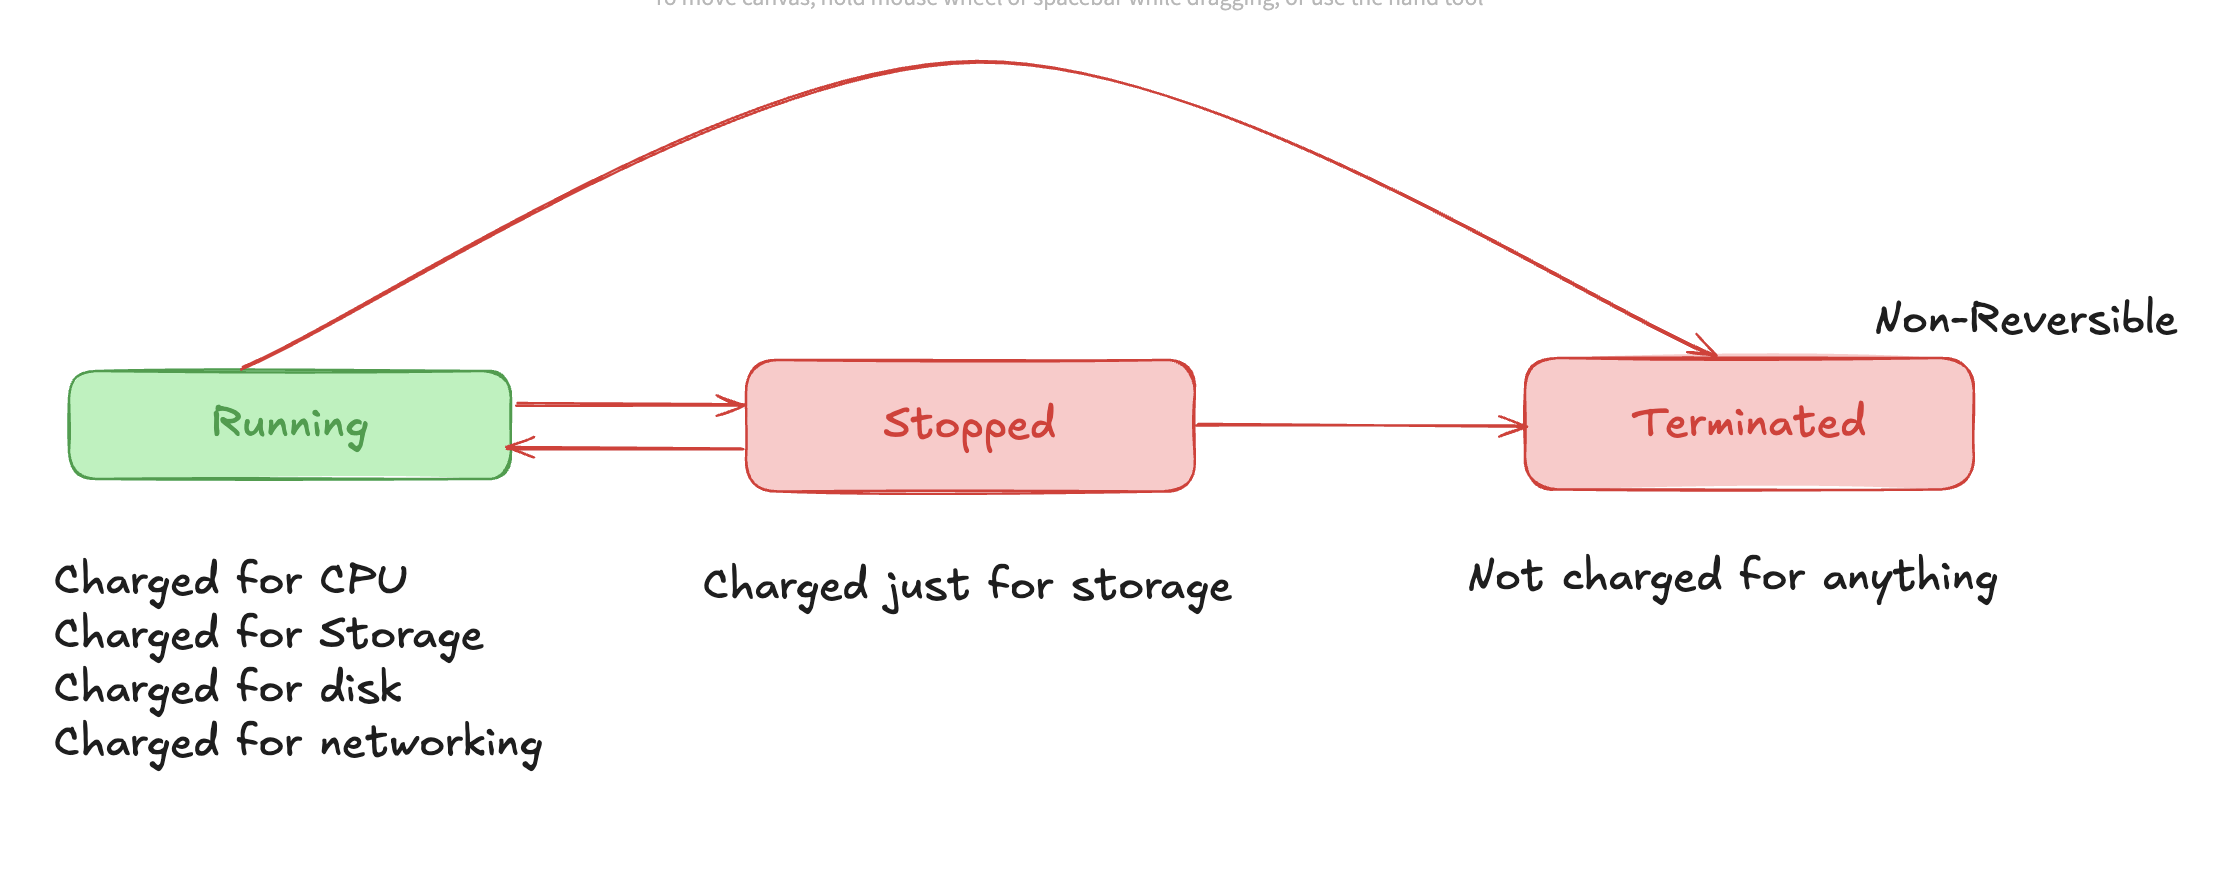 To move canvas, hold mouse wheel or spacebar while dragging, or use the hand tool
Non-Reversible
Running
Stopped
Terminated
Charged for CPU
Charged for Storage
Charged for disk
Charged for networking
Charged just for storage
Not charged for anything